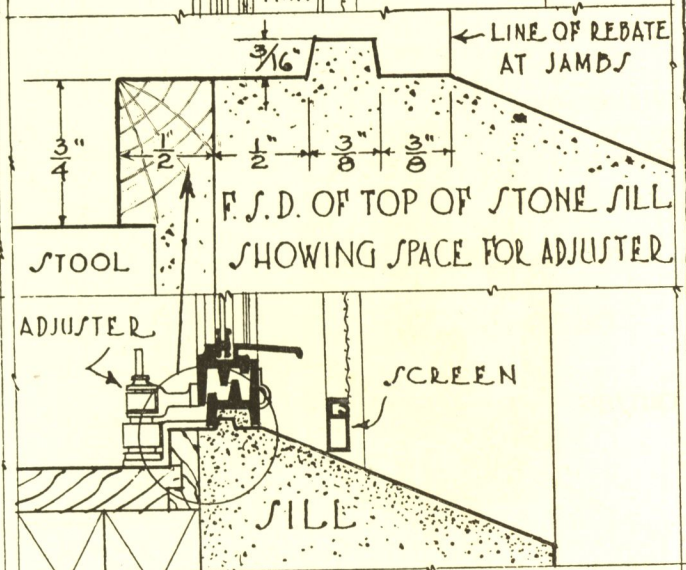 LINE OF REBATE
AT JAMBS
3/16"
3/4"
1/2"
1/2"
3/8"
3/8"
F.S.D. OF TOP OF STONE SILL
SHOWING SPACE FOR ADJUSTER
STOOL
ADJUSTER
SCREEN
SILL